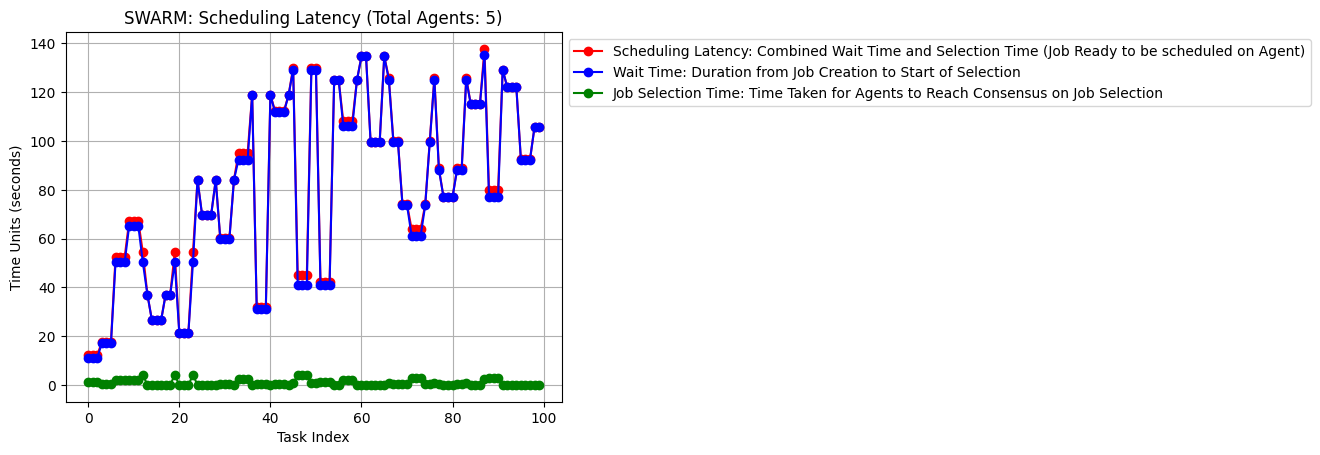 SWARM: Scheduling Latency (Total Agents: 5)
Scheduling Latency: Combined Wait Time and Selection Time (Job Ready to be scheduled on Agent)
Wait Time: Duration from Job Creation to Start of Selection
Job Selection Time: Time Taken for Agents to Reach Consensus on Job Selection
Time Units (seconds)
140
120
100
80
60
40
20
0
0 20 40 60 80 100
Task Index